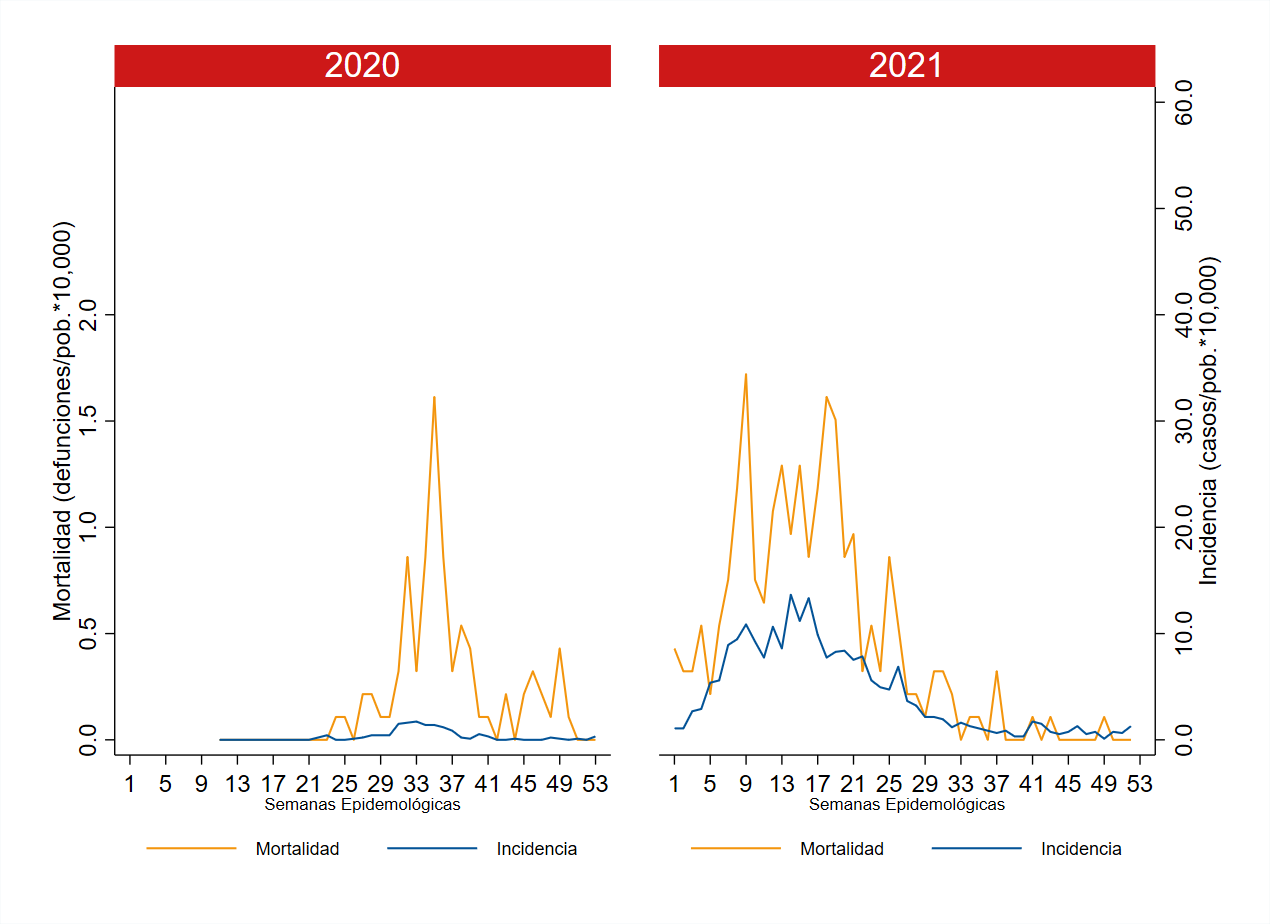 2020
2021
Mortalidad (defunciones/pob.*10,000)
2.0
1.5
1.0
0.5
0.0
60.0
50.0
40.0
30.0
20.0
10.0
0.0
Incidencia (casos/pob.*10,000)
1 5 9 13 17 21 25 29 33 37 41 45 49 53
Semanas Epidemológicas
1 5 9 13 17 21 25 29 33 37 41 45 49 53
Semanas Epidemológicas
Mortalidad Incidencia
Mortalidad Incidencia